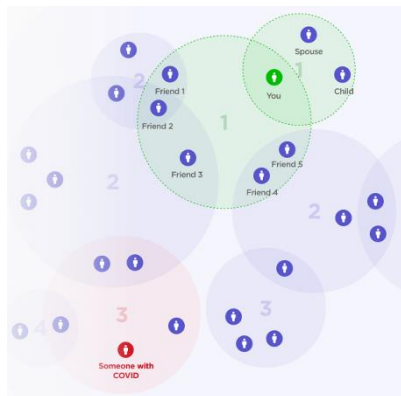 Spouse
1
2
Friend 1
You
Child
Friend 2
1
Friend 5
Friend 3
2
Friend 4
2
3
3
4
Someone with
COVID